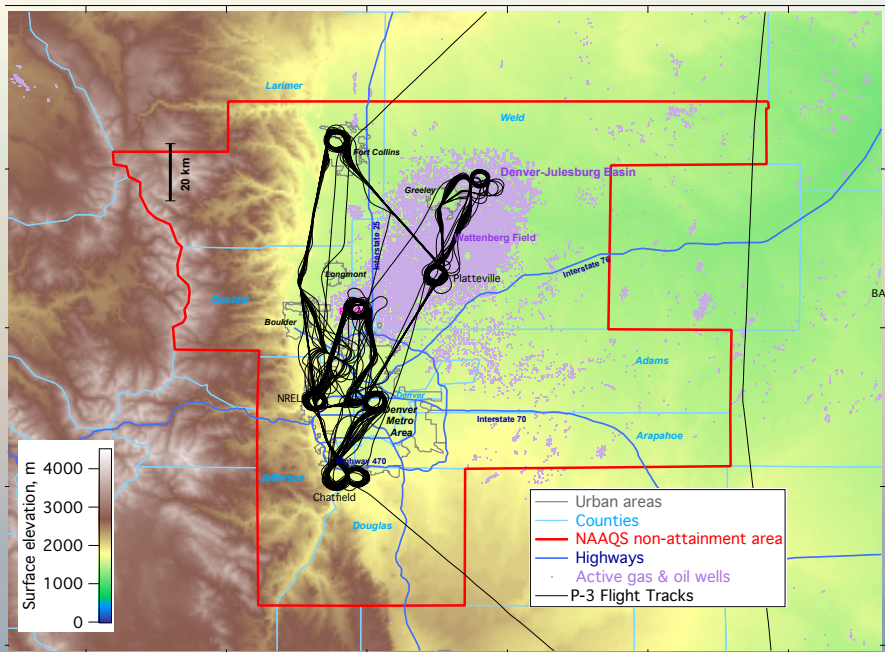 Larimer
Weld
Fort Collins
20 km
Denver-Julesburg Basin
Greeley
Wattenberg Field
Interstate 25
Interstate 76
Longmont
Platteville
BA
Boulder
Boulder
Adams
NREL
Denver
Denver
Metro
Area
Interstate 70
Arapahoe
Highway 470
Jefferson
Chatfield
Douglas
Surface elevation, m
4000
3000
2000
1000
0
Urban areas
Counties
NAAQS non-attainment area
Highways
Active gas & oil wells
P-3 Flight Tracks